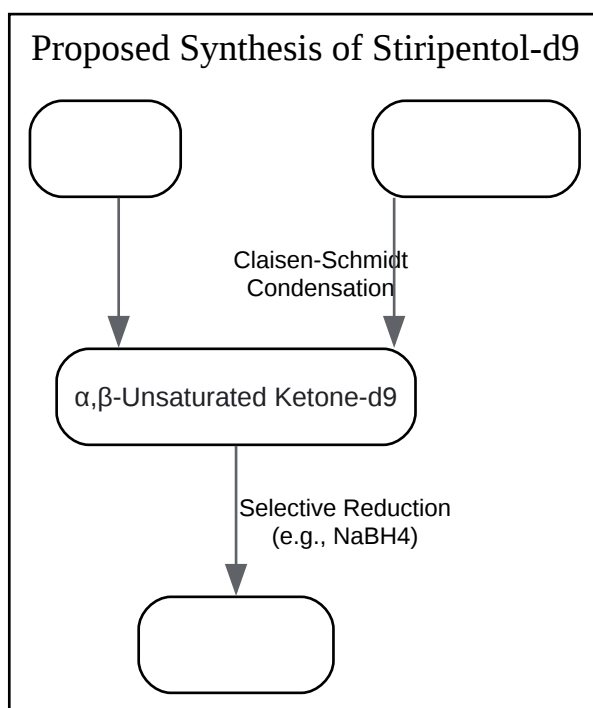 Proposed Synthesis of Stiripentol-d9
Claisen-Schmidt
Condensation
α,β-Unsaturated Ketone-d9
Selective Reduction
(e.g., NaBH4)